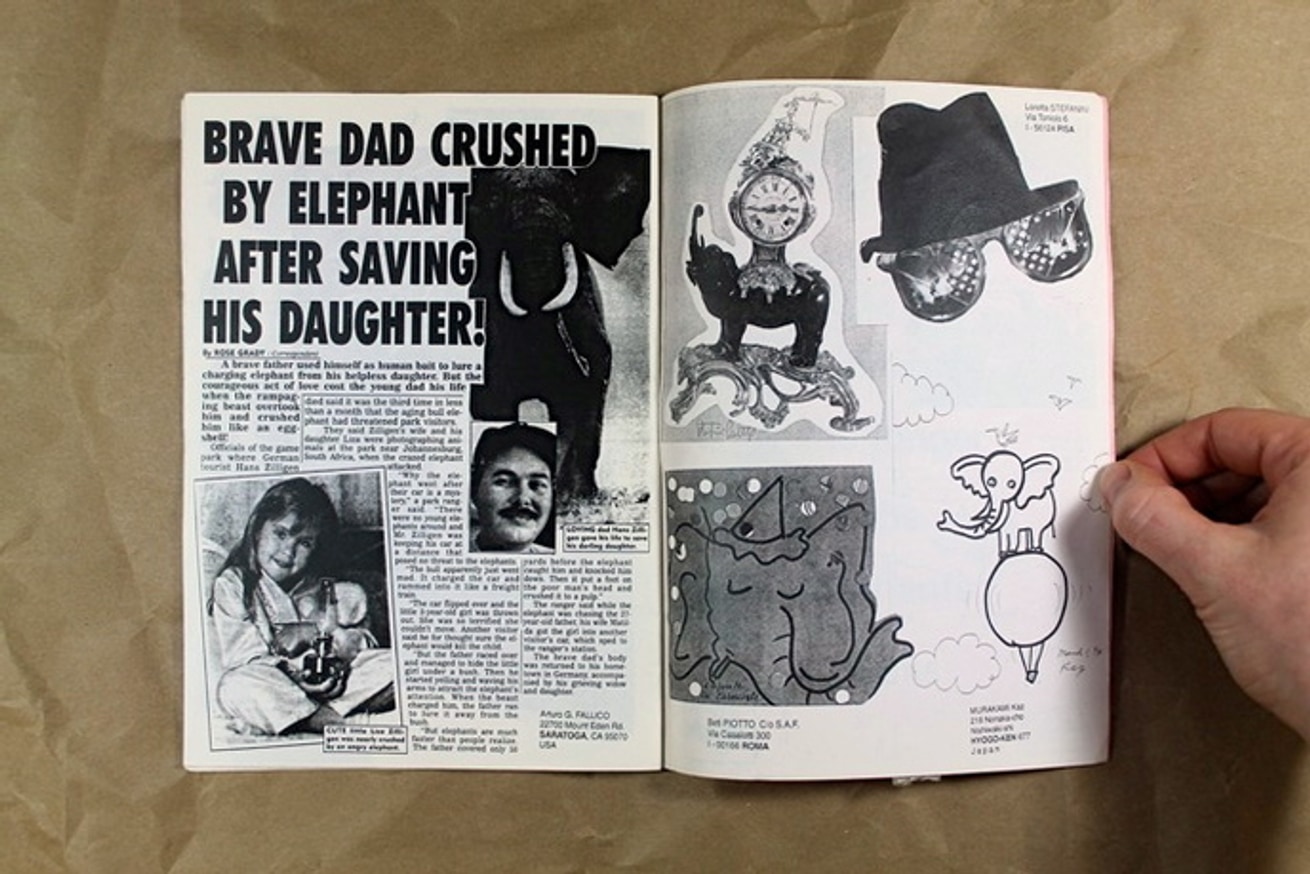 BRAVE DAD CRUSHED
BY ELEPHANT
AFTER SAVING
HIS DAUGHTER!
By ROSE GRADY / Correspondent
A brave father used himself as human bait to lure a
charging elephant from his helpless daughter. But the
courageous act of love cost the young dad his life
when the rampag-
ing beast overtook
him and crushed
him like an egg-
shell!
Officials of the game
park where German
tourist Hans Zilligen
died said it was the third time in less
than a month that the aging bull ele-
phant had threatened park visitors.
They said Zilligen's wife and his
daughter Liza were photographing ani-
mals at the park near Johannesburg,
South Africa, when the crazed elephant
attacked.
"Why the ele-
phant went after
their car is a mys-
tery," a park rang-
er said. "There
were no young ele-
phants around and
Mr. Zilligen was
keeping his car at
a distance that
posed no threat to the elephants.
"The bull apparently just went
mad. It charged the car and
rammed into it like a freight
train.
"The car flipped over and the
little 3-year-old girl was thrown
out. She was so terrified she
couldn't move. Another visitor
said he for thought sure the el-
ephant would kill the child.
"But the father raced over
and managed to hide the little
girl under a bush. Then he
started yelling and waving his
arms to attract the elephant's
attention. When the beast
charged him, the father ran
to lure it away from the
bush.
"But elephants are much
faster than people realize.
The father covered only
yards before the elephant
caught him and knocked him
down. Then it put a foot on
the poor man's head and
crushed it to a pulp."
The ranger said while the
elephant was chasing the
year-old father, his wife
da got the girl into another
visitor's car, which sped to
the ranger's station.
The brave dad's body
was returned to his home-
town in Germany, accompa-
nied by his grieving widow
and daughter.
LOVING dad Hans Zilli-
gen gave his life to save
his darling daughter.
CUTE little Liza Zilli-
gen was nearly crushed
by an angry elephant.
Arturo G. FALLICO
22700 Mount Eden Rd.
SARATOGA, CA 95070
USA
Loretta STEFANINI
Via Toniolo 6
I - 56124 PISA
Beti PIOTTO C/o S.A.F.
Via Casalotti 300
I - 00166 ROMA
MURAKAMI Kazi
HYOGO-KEN 677
Japan